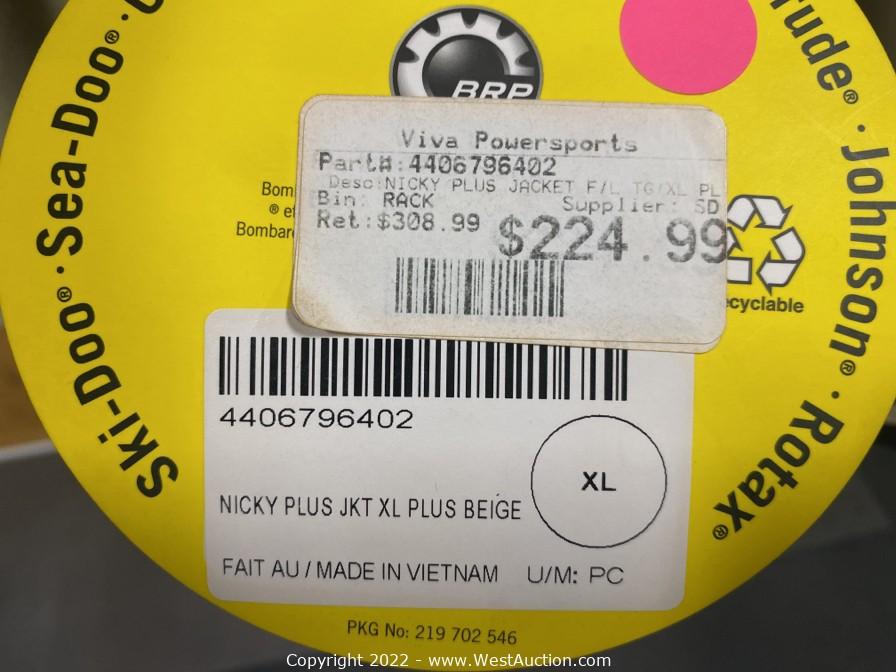 Ski-Doo® · Sea-Doo® ·
Johnson® · Rotax®
BRP
Viva Powersports
Part#:4406796402
Desc:NICKY PLUS JACKET F/L TG/XL PL
Bin: RACK Supplier: SD
Ret:$308.99 $224.99
4406796402
XL
NICKY PLUS JKT XL PLUS BEIGE
FAIT AU / MADE IN VIETNAM U/M: PC
PKG No: 219 702 546
Copyright 2022 - www.WestAuction.com